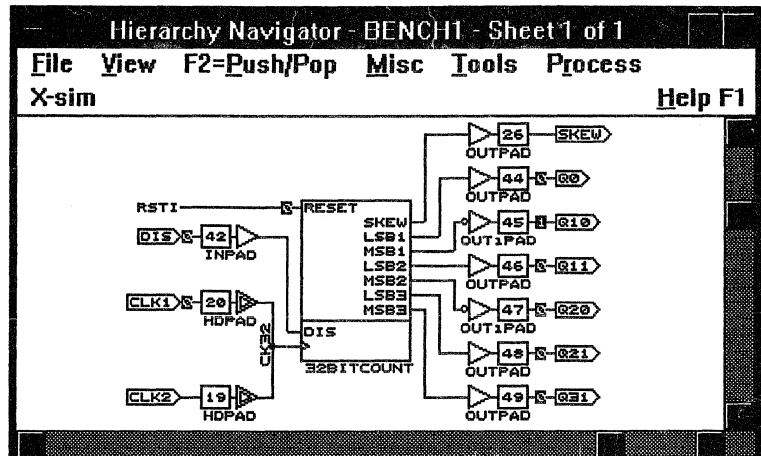 Hierarchy Navigator - BENCH1 - Sheet 1 of 1
File View F2=Push/Pop Misc Tools Process
X-sim Help F1
26 SKEW
OUTPAD
44 Q0
OUTPAD
RSTI RESET
SKEW
45 Q10
LSB1
DIS 42
OUT1PAD
MSB1
INPAD
LSB2
46 Q11
OUTPAD
MSB2
CLK1 20
LSB3
47 Q20
HDPAD
MSB3
OUT1PAD
CK32
DIS
48 Q21
32BITCOUNT
OUTPAD
CLK2 19
49 Q31
HDPAD
OUTPAD